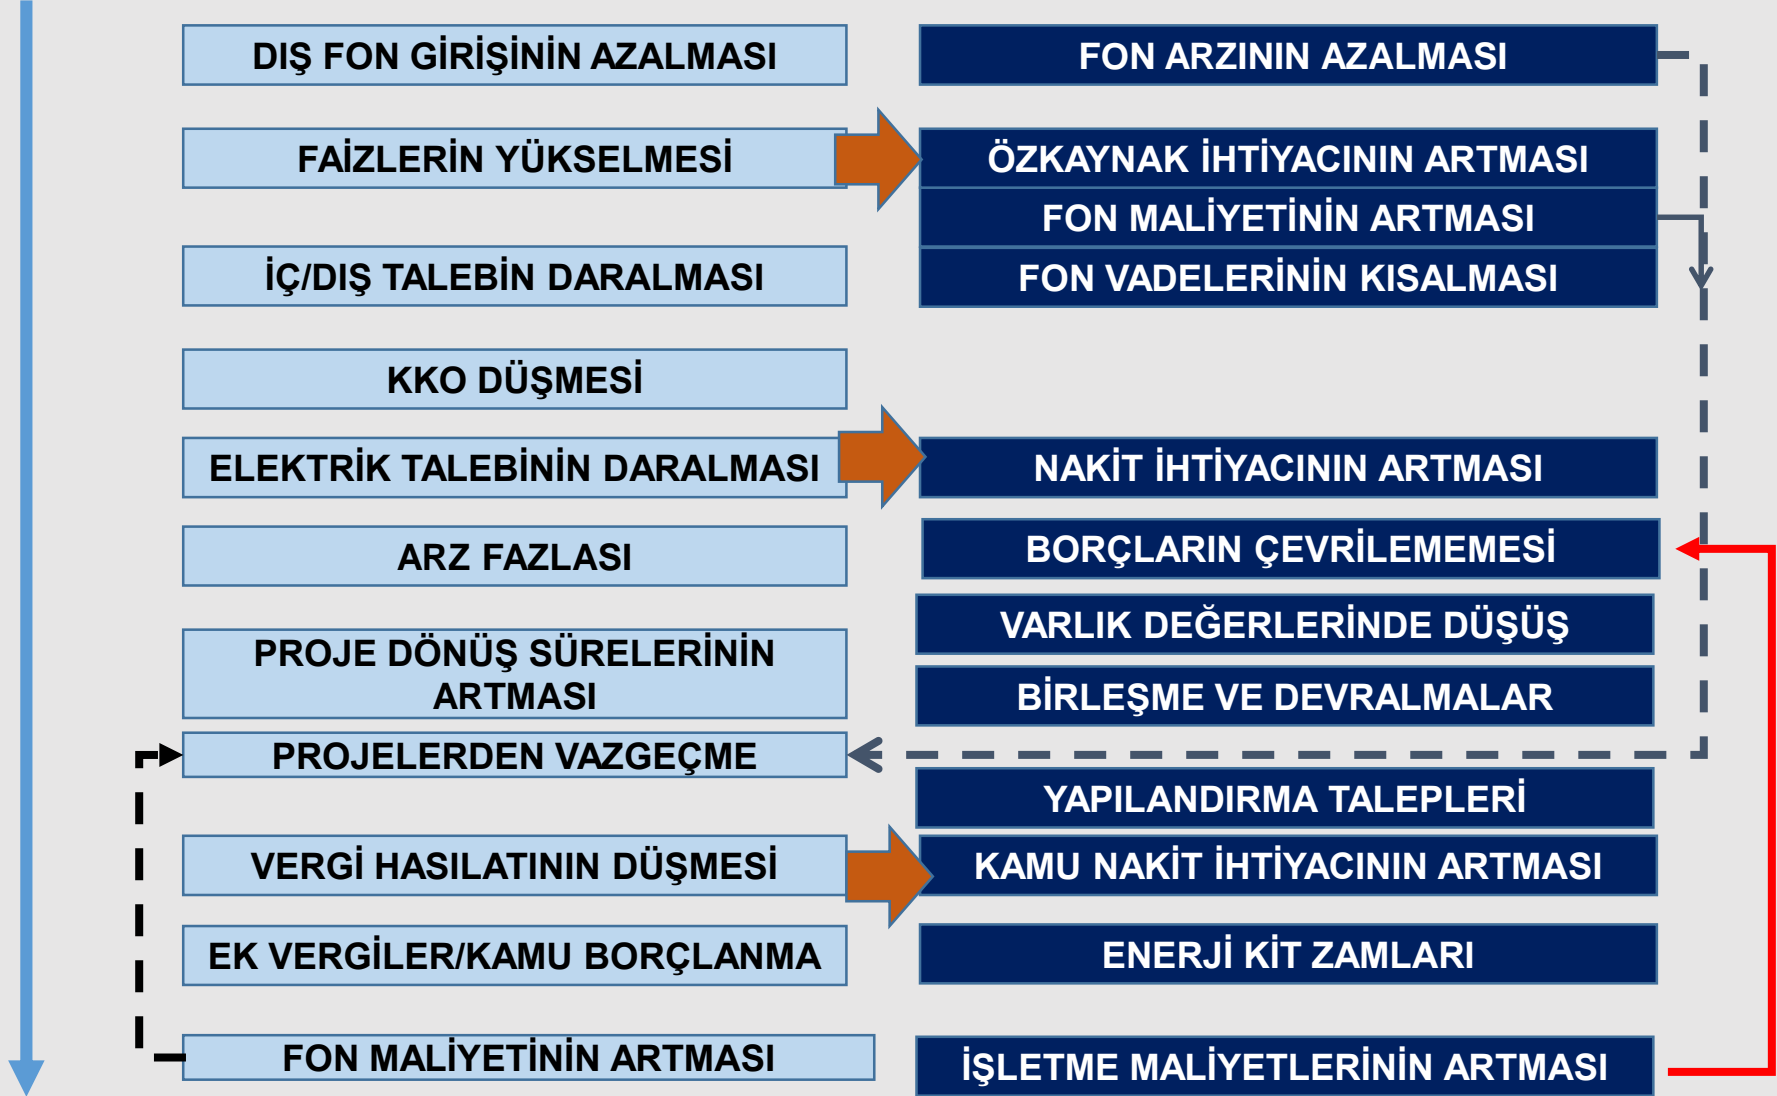 DIŞ FON GİRİŞİNİN AZALMASI
FON ARZININ AZALMASI
FAİZLERİN YÜKSELMESİ
ÖZKAYNAK İHTİYACININ ARTMASI
FON MALİYETİNİN ARTMASI
İÇ/DIŞ TALEBİN DARALMASI
FON VADELERİNİN KISALMASI
KKO DÜŞMESİ
ELEKTRİK TALEBİNİN DARALMASI
NAKİT İHTİYACININ ARTMASI
ARZ FAZLASI
BORÇLARIN ÇEVRİLEMEMESİ
VARLIK DEĞERLERİNDE DÜŞÜŞ
PROJE DÖNÜŞ SÜRELERİNİN
ARTMASI
BİRLEŞME VE DEVRALMALAR
PROJELERDEN VAZGEÇME
YAPILANDIRMA TALEPLERİ
VERGİ HASILATININ DÜŞMESİ
KAMU NAKİT İHTİYACININ ARTMASI
EK VERGİLER/KAMU BORÇLANMA
ENERJİ KİT ZAMLARI
FON MALİYETİNİN ARTMASI
İŞLETME MALİYETLERİNİN ARTMASI